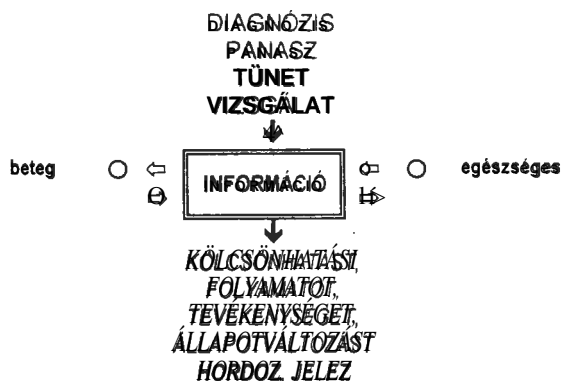 DIAGNÓZIS
PANASZ
TÜNET
VIZSGÁLAT
beteg ○ ⇦ INFORMÁCIÓ ⇦ ○ egészséges
KÖLCSÖNHATÁST,
FOLYAMATOT,
TEVÉKENYSÉGET,
ÁLLAPOTVÁLTOZÁST
HORDOZ, JELEZ